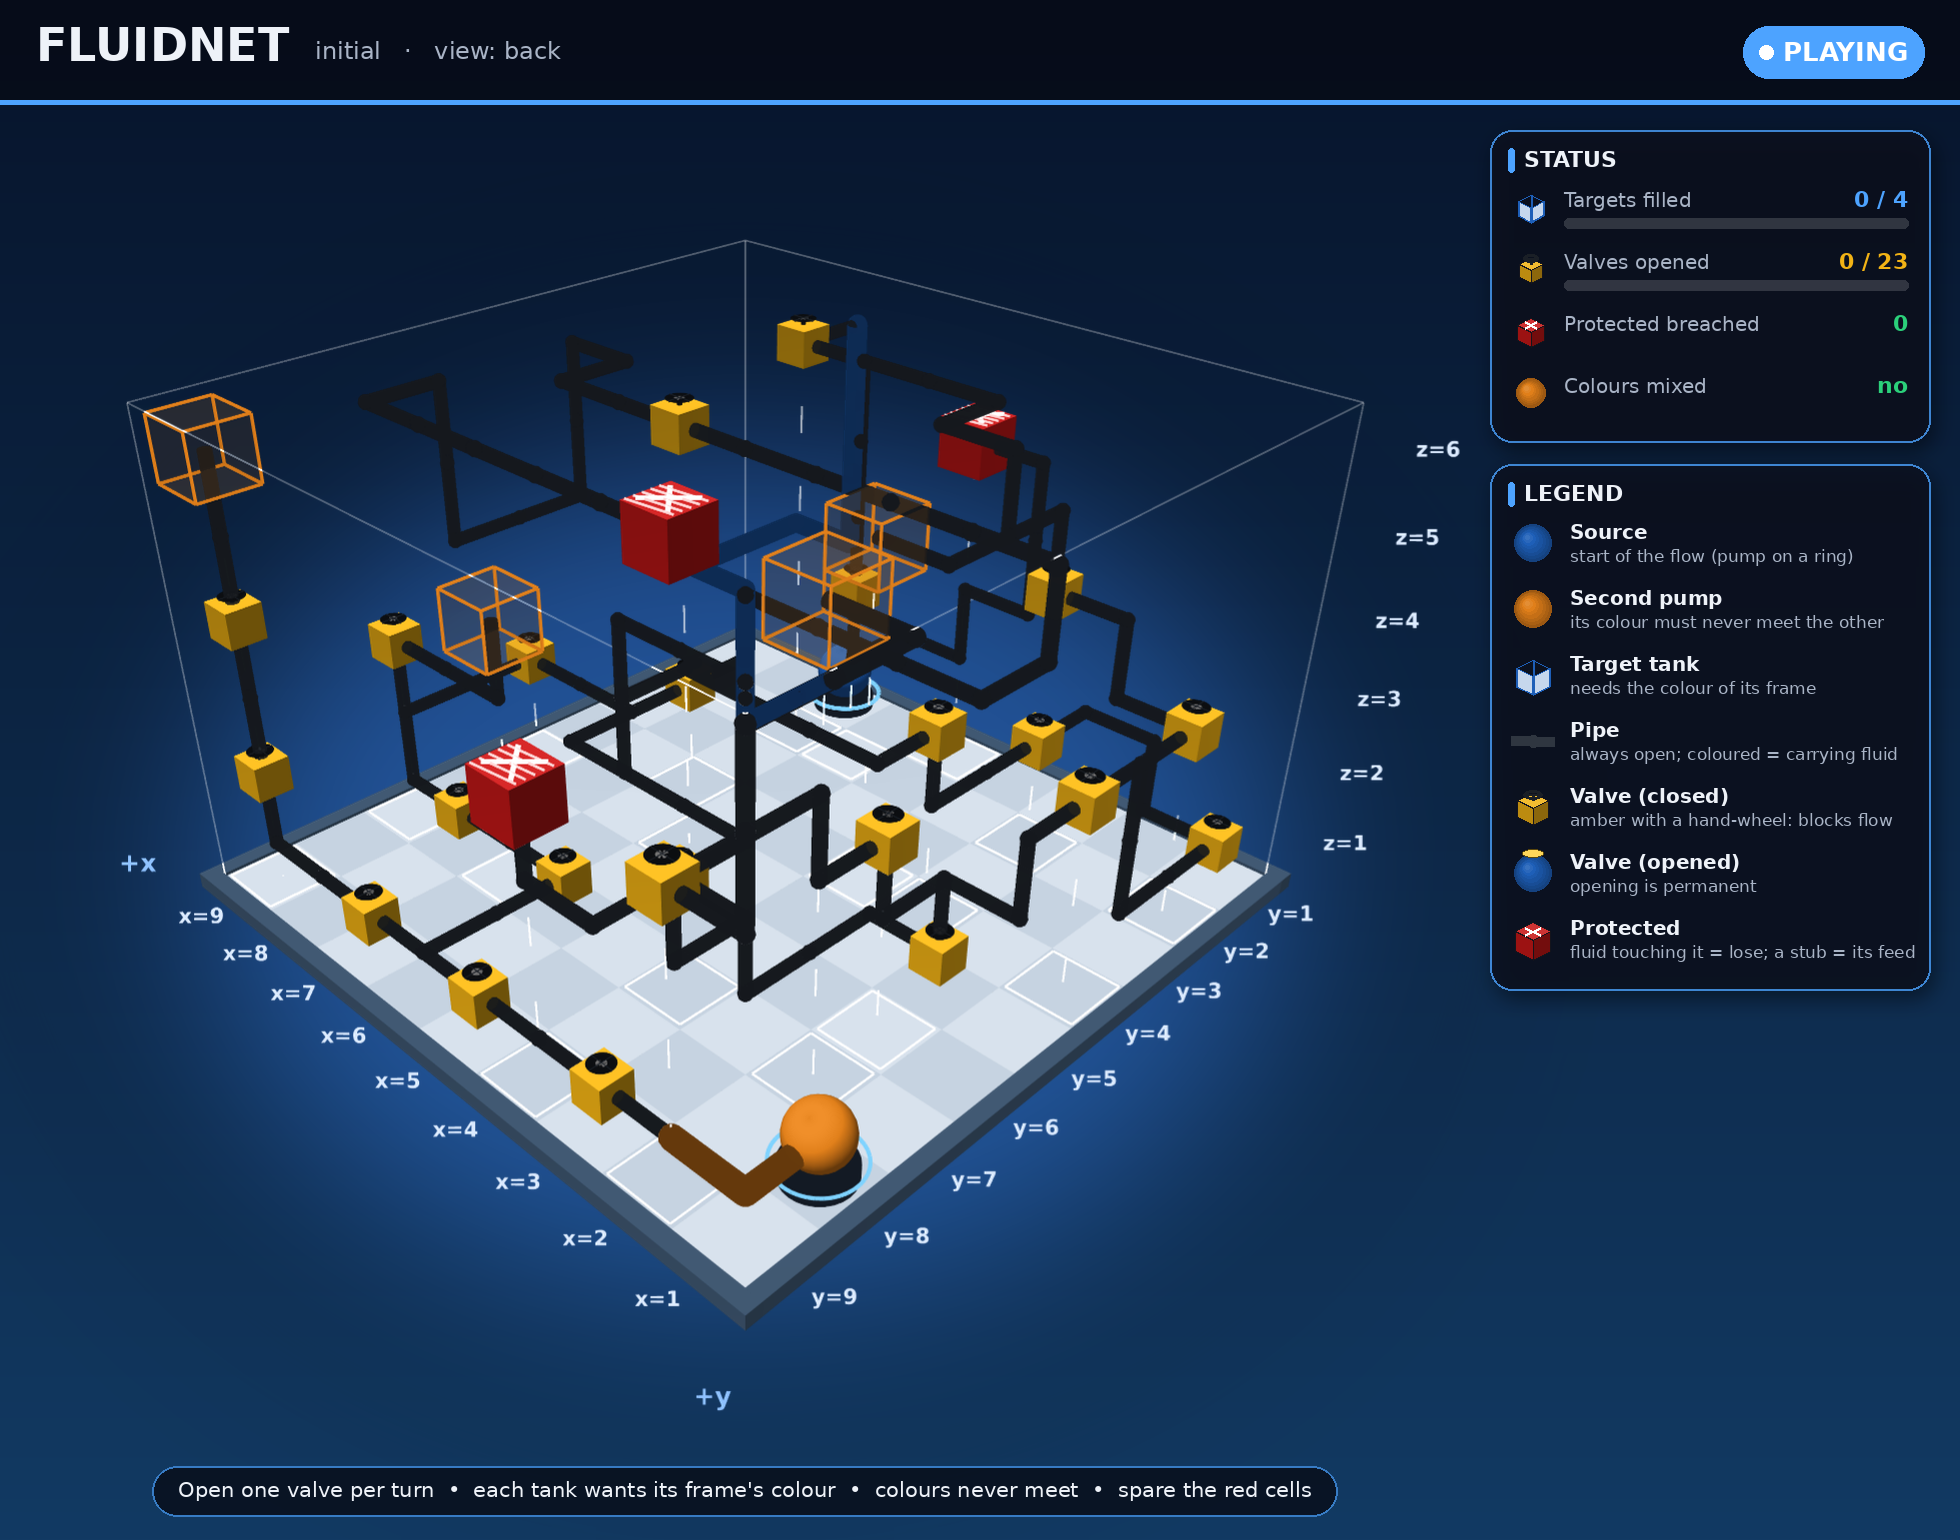 FLUIDNET initial · view: back
PLAYING
STATUS
Targets filled 0 / 4
Valves opened 0 / 23
Protected breached 0
Colours mixed no
LEGEND
Source
start of the flow (pump on a ring)
Second pump
its colour must never meet the other
Target tank
needs the colour of its frame
Pipe
always open; coloured = carrying fluid
Valve (closed)
amber with a hand-wheel: blocks flow
Valve (opened)
opening is permanent
Protected
fluid touching it = lose; a stub = its feed
z=6
z=5
z=4
z=3
z=2
z=1
+x
x=9
x=8
x=7
x=6
x=5
x=4
x=3
x=2
x=1
y=1
y=2
y=3
y=4
y=5
y=6
y=7
y=8
y=9
+y
Open one valve per turn • each tank wants its frame's colour • colours never meet • spare the red cells